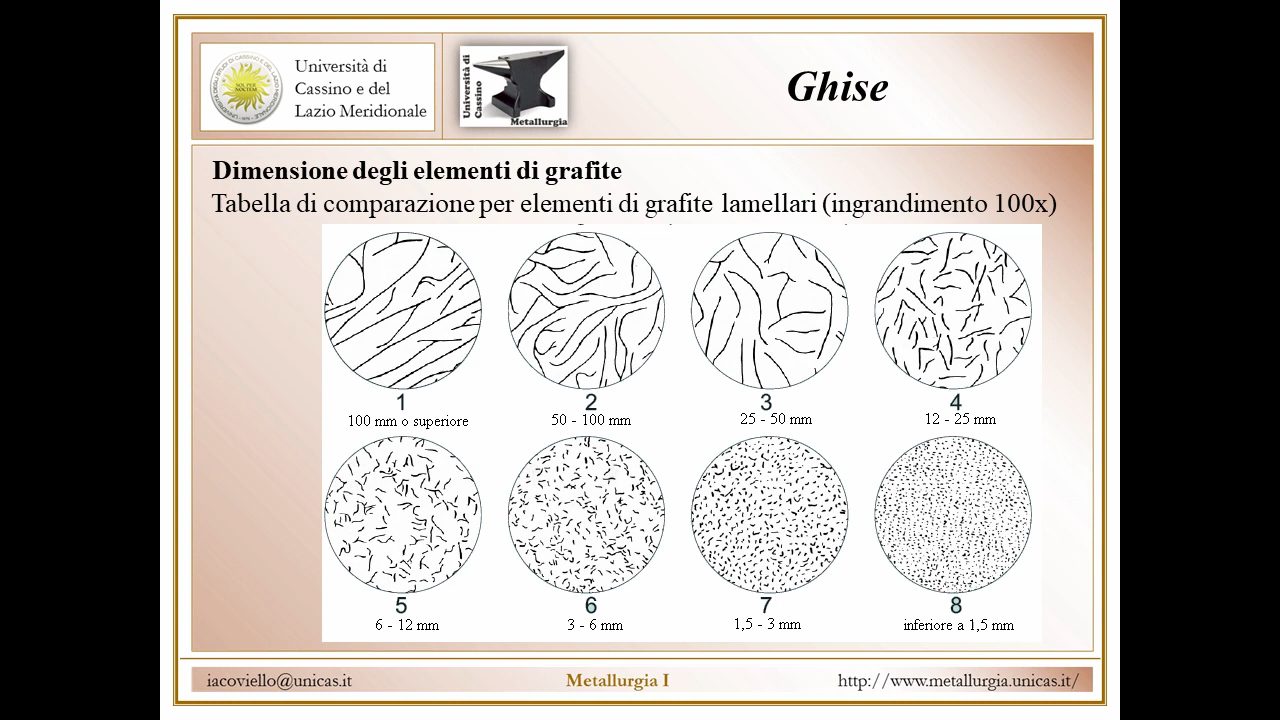 Università di
Cassino e del
Lazio Meridionale
Università di
Cassino
Metallurgia
Ghise
Dimensione degli elementi di grafite
Tabella di comparazione per elementi di grafite lamellari (ingrandimento 100x)
1 2 3 4
100 mm o superiore 50 - 100 mm 25 - 50 mm 12 - 25 mm
5 6 7 8
6 - 12 mm 3 - 6 mm 1,5 - 3 mm inferiore a 1,5 mm
iacoviello@unicas.it Metallurgia I http://www.metallurgia.unicas.it/